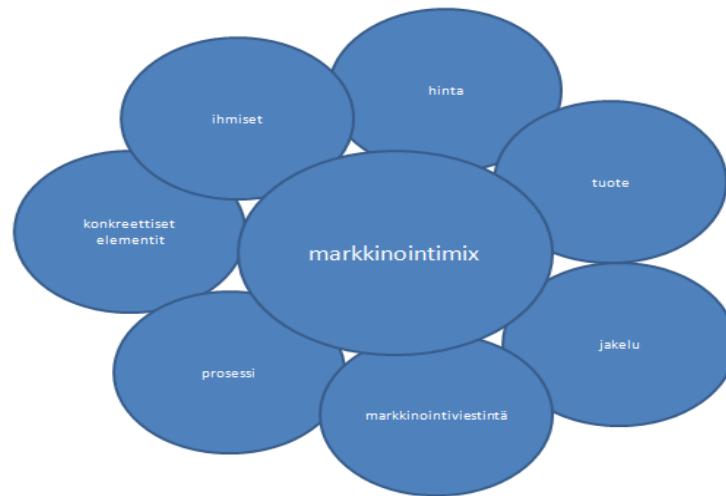 hinta
ihmiset
tuote
konkreettiset
elementit
markkinointimix
jakelu
prosessi
markkinointiviestintä